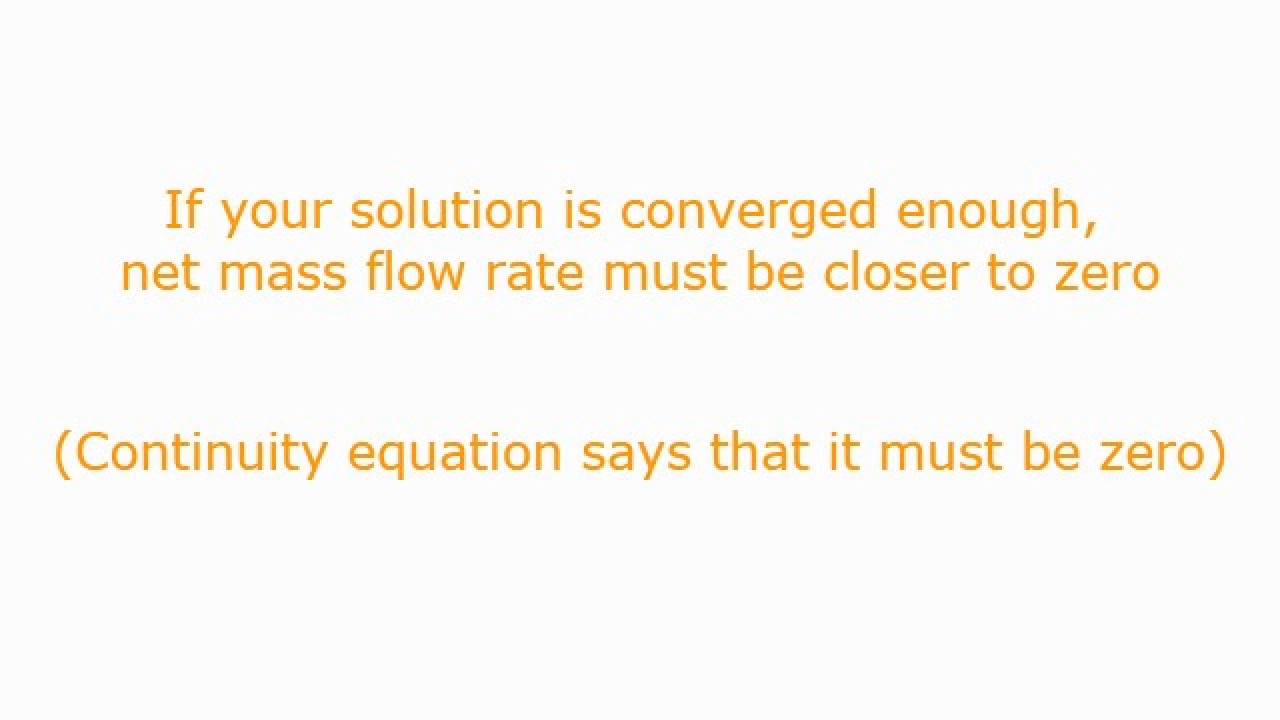 If your solution is converged enough,
net mass flow rate must be closer to zero
(Continuity equation says that it must be zero)